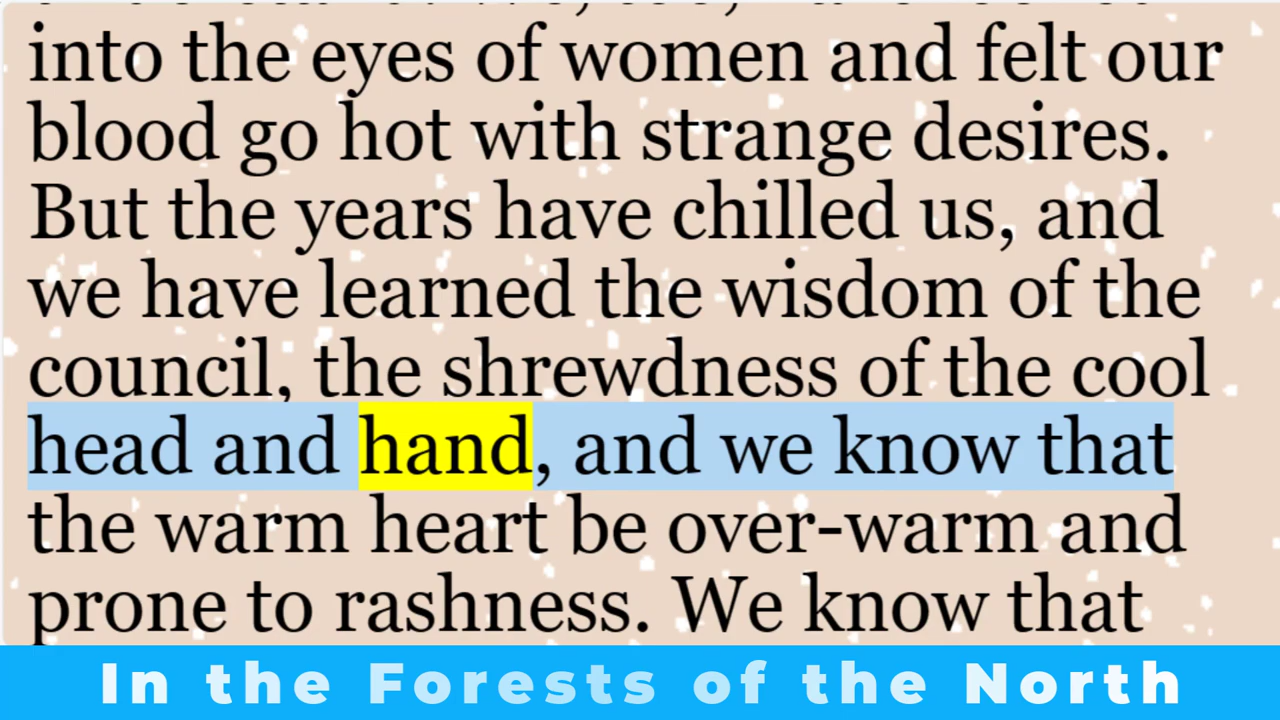 into the eyes of women and felt our
blood go hot with strange desires.
But the years have chilled us, and
we have learned the wisdom of the
council, the shrewdness of the cool
head and hand, and we know that
the warm heart be over-warm and
prone to rashness. We know that
In the Forests of the North